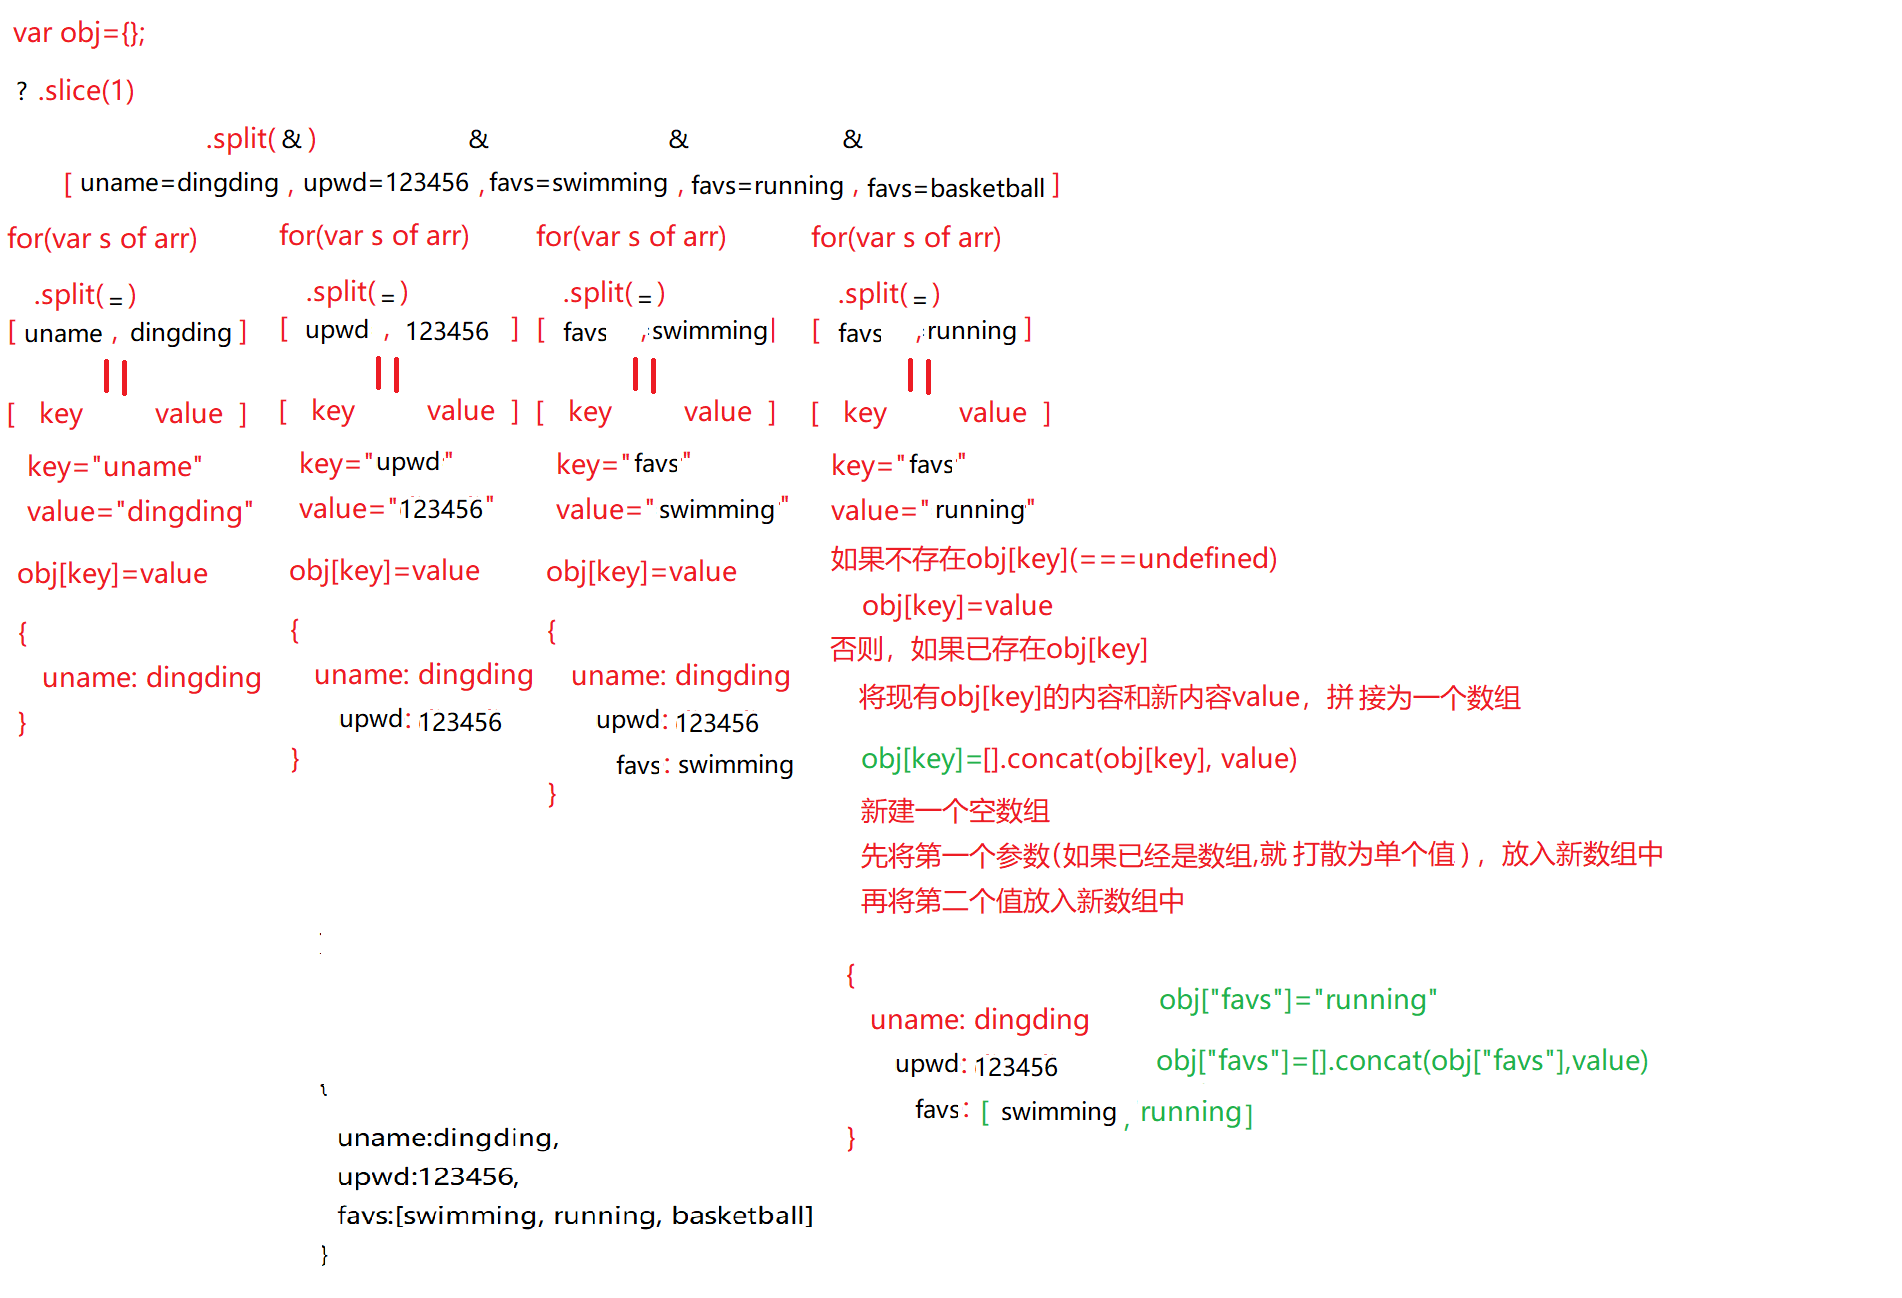 var obj={};
? .slice(1)
.split( & ) & & &
[ uname=dingding , upwd=123456 ,favs=swimming , favs=running , favs=basketball ]
for(var s of arr) for(var s of arr) for(var s of arr) for(var s of arr)
.split( = ) .split( = ) .split( = ) .split( = )
[ uname , dingding ] [ upwd , 123456 ] [ favs , swimming ] [ favs , running ]
[ key value ] [ key value ] [ key value ] [ key value ]
key="uname" key="upwd" key="favs" key="favs"
value="dingding" value="123456" value="swimming" value="running"
obj[key]=value obj[key]=value obj[key]=value
{
uname: dingding
}
{
uname: dingding
upwd: 123456
}
{
uname: dingding
upwd: 123456
favs: swimming
}
如果不存在obj[key](===undefined)
obj[key]=value
否则，如果已存在obj[key]
将现有obj[key]的内容和新内容value，拼接为一个数组
obj[key]=[].concat(obj[key], value)
新建一个空数组
先将第一个参数(如果已经是数组,就打散为单个值)，放入新数组中
再将第二个值放入新数组中
{
uname: dingding
upwd: 123456
favs: [ swimming , running]
}
obj["favs"]="running"
obj["favs"]=[].concat(obj["favs"],value)
{
uname:dingding,
upwd:123456,
favs:[swimming, running, basketball]
}